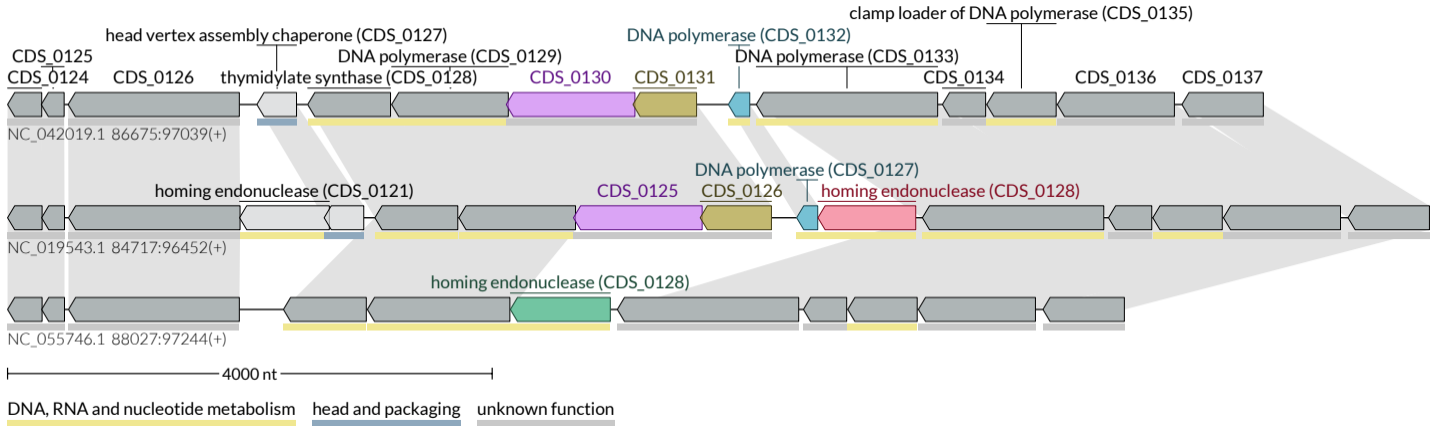 clamp loader of DNA polymerase (CDS_0135)
head vertex assembly chaperone (CDS_0127) DNA polymerase (CDS_0132)
CDS_0125 DNA polymerase (CDS_0129) DNA polymerase (CDS_0133)
CDS_0124 CDS_0126 thymidylate synthase (CDS_0128) CDS_0130 CDS_0131 CDS_0134 CDS_0136 CDS_0137
NC_042019.1 86675:97039(+)
DNA polymerase (CDS_0127)
homing endonuclease (CDS_0121) CDS_0125 CDS_0126 homing endonuclease (CDS_0128)
NC_019543.1 84717:96452(+)
homing endonuclease (CDS_0128)
NC_055746.1 88027:97244(+)
4000 nt
DNA, RNA and nucleotide metabolism head and packaging unknown function